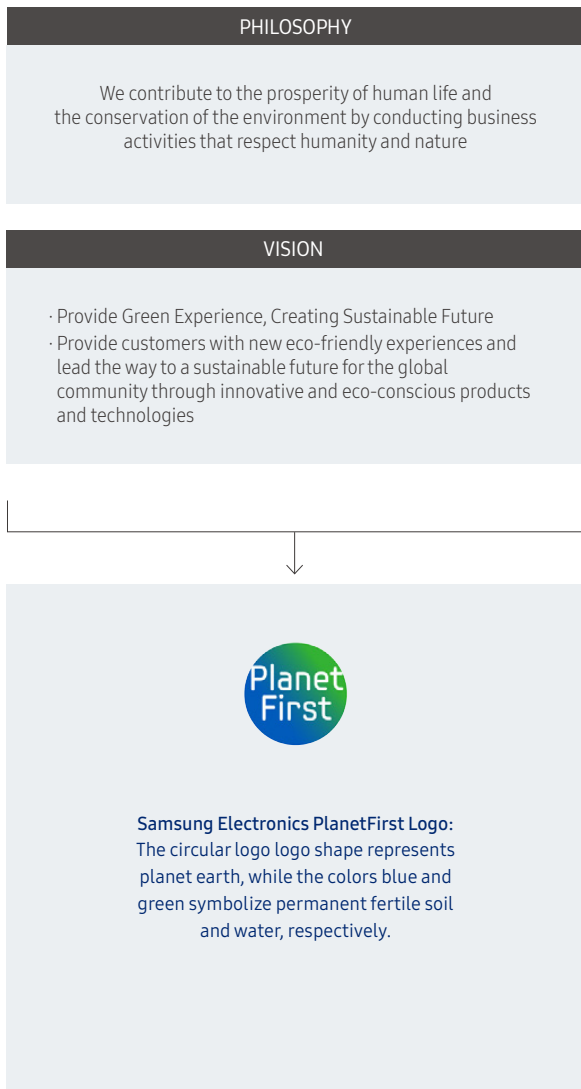 PHILOSOPHY
We contribute to the prosperity of human life and
the conservation of the environment by conducting business
activities that respect humanity and nature
VISION
· Provide Green Experience, Creating Sustainable Future
· Provide customers with new eco-friendly experiences and
lead the way to a sustainable future for the global
community through innovative and eco-conscious products
and technologies
Planet
First
Samsung Electronics PlanetFirst Logo:
The circular logo logo shape represents
planet earth, while the colors blue and
green symbolize permanent fertile soil
and water, respectively.